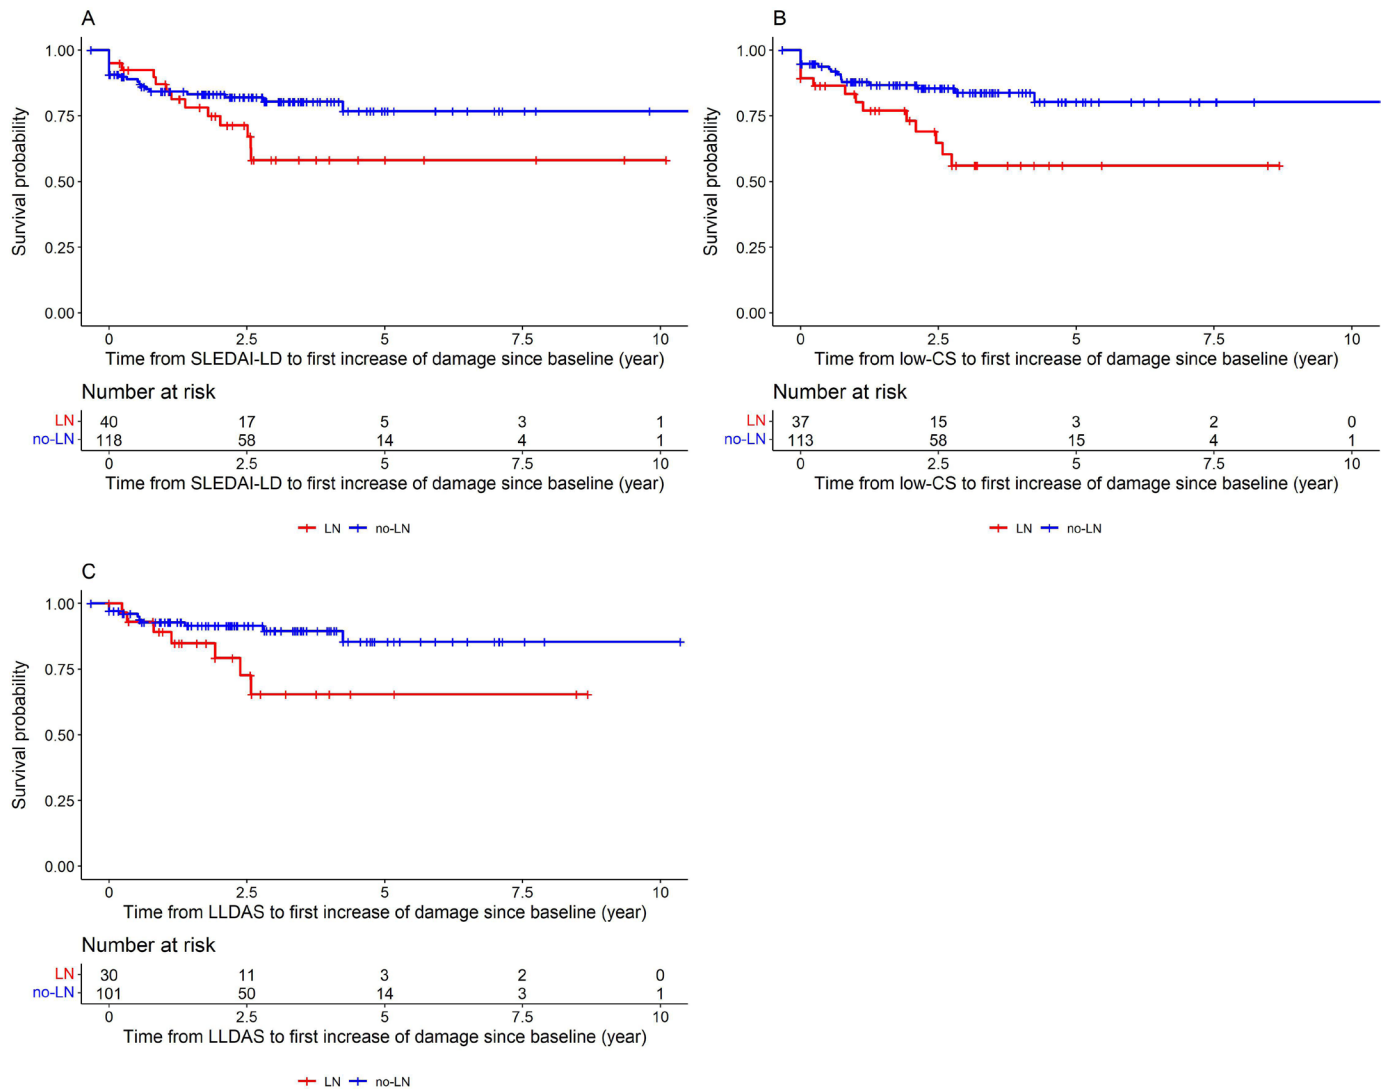 A
Survival probability
1.00
0.75
0.50
0.25
0.00
0 2.5 5 7.5 10
Time from SLEDAI-LD to first increase of damage since baseline (year)
Number at risk
LN 40 17 5 3 1
no-LN 118 58 14 4 1
0 2.5 5 7.5 10
Time from SLEDAI-LD to first increase of damage since baseline (year)
LN no-LN
B
Survival probability
1.00
0.75
0.50
0.25
0.00
0 2.5 5 7.5 10
Time from low-CS to first increase of damage since baseline (year)
Number at risk
LN 37 15 3 2 0
no-LN 113 58 15 4 1
0 2.5 5 7.5 10
Time from low-CS to first increase of damage since baseline (year)
LN no-LN
C
Survival probability
1.00
0.75
0.50
0.25
0.00
0 2.5 5 7.5 10
Time from LLDAS to first increase of damage since baseline (year)
Number at risk
LN 30 11 3 2 0
no-LN 101 50 14 3 1
0 2.5 5 7.5 10
Time from LLDAS to first increase of damage since baseline (year)
LN no-LN